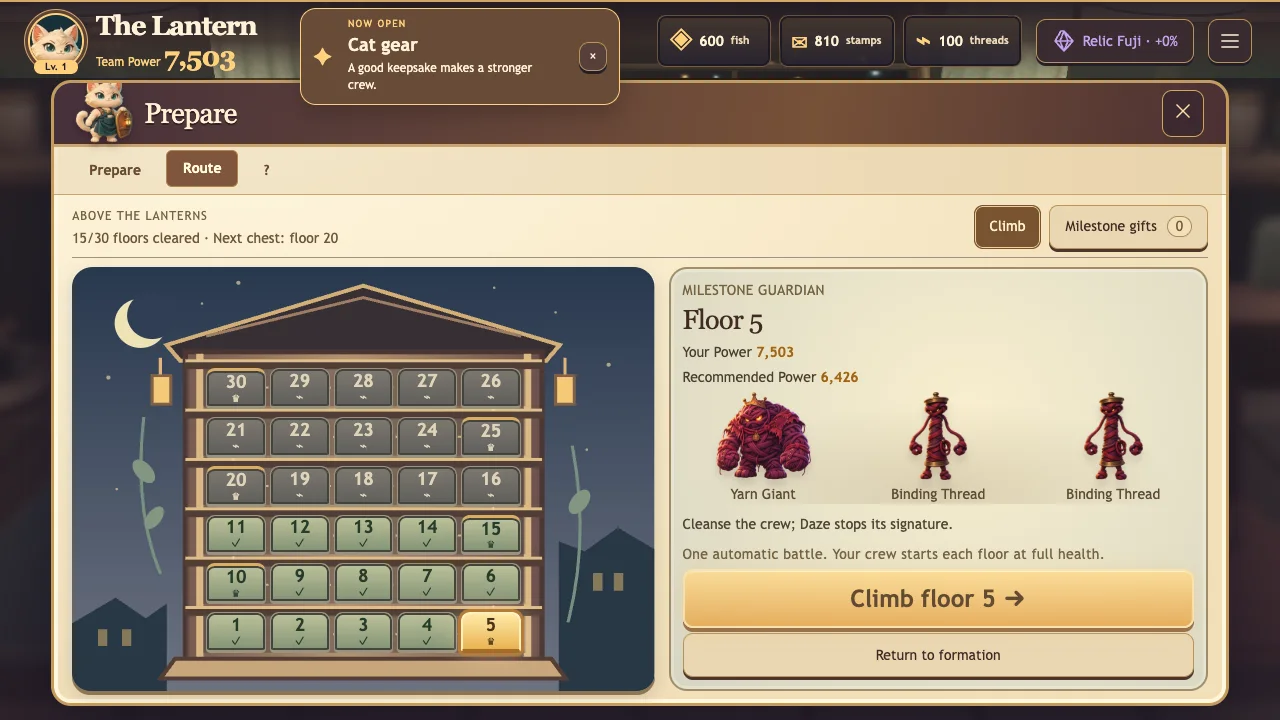 The Lantern
Team Power 7,503
Lv. 1
NOW OPEN
Cat gear
A good keepsake makes a stronger
crew.
×
600 fish
810 stamps
100 threads
Relic Fuji · +0%
Prepare
Prepare
Route
?
ABOVE THE LANTERNS
15/30 floors cleared · Next chest: floor 20
Climb
Milestone gifts 0
30 29 28 27 26
21 22 23 24 25
20 19 18 17 16
11 12 13 14 15
10 9 8 7 6
1 2 3 4 5
MILESTONE GUARDIAN
Floor 5
Your Power 7,503
Recommended Power 6,426
Yarn Giant
Binding Thread
Binding Thread
Cleanse the crew; Daze stops its signature.
One automatic battle. Your crew starts each floor at full health.
Climb floor 5 →
Return to formation